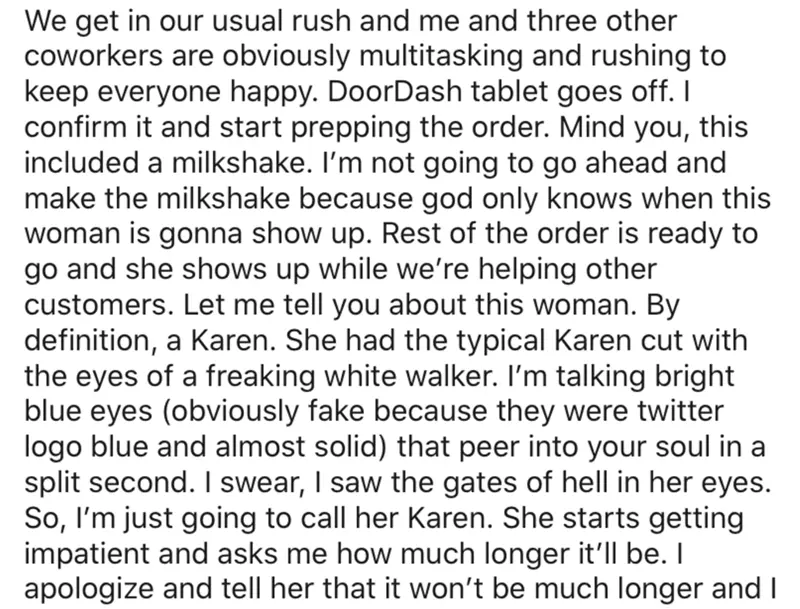 We get in our usual rush and me and three other
coworkers are obviously multitasking and rushing to
keep everyone happy. DoorDash tablet goes off. I
confirm it and start prepping the order. Mind you, this
included a milkshake. I’m not going to go ahead and
make the milkshake because god only knows when this
woman is gonna show up. Rest of the order is ready to
go and she shows up while we’re helping other
customers. Let me tell you about this woman. By
definition, a Karen. She had the typical Karen cut with
the eyes of a freaking white walker. I’m talking bright
blue eyes (obviously fake because they were twitter
logo blue and almost solid) that peer into your soul in a
split second. I swear, I saw the gates of hell in her eyes.
So, I’m just going to call her Karen. She starts getting
impatient and asks me how much longer it’ll be. I
apologize and tell her that it won’t be much longer and I